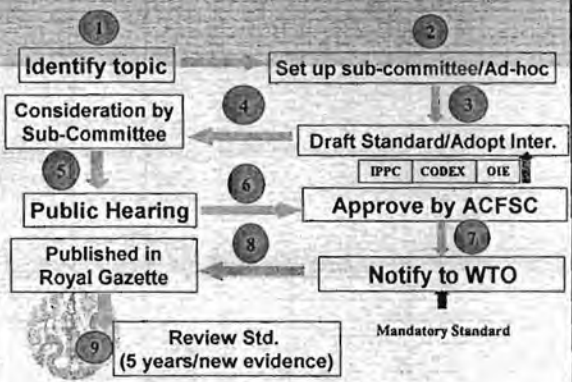 1
Identify topic
2
Set up sub-committee/Ad-hoc
3
Draft Standard/Adopt Inter.
IPPC CODEX OIE
4
Consideration by
Sub-Committee
5
Public Hearing
6
Approve by ACFSC
7
Notify to WTO
Mandatory Standard
8
Published in
Royal Gazette
9
Review Std.
(5 years/new evidence)